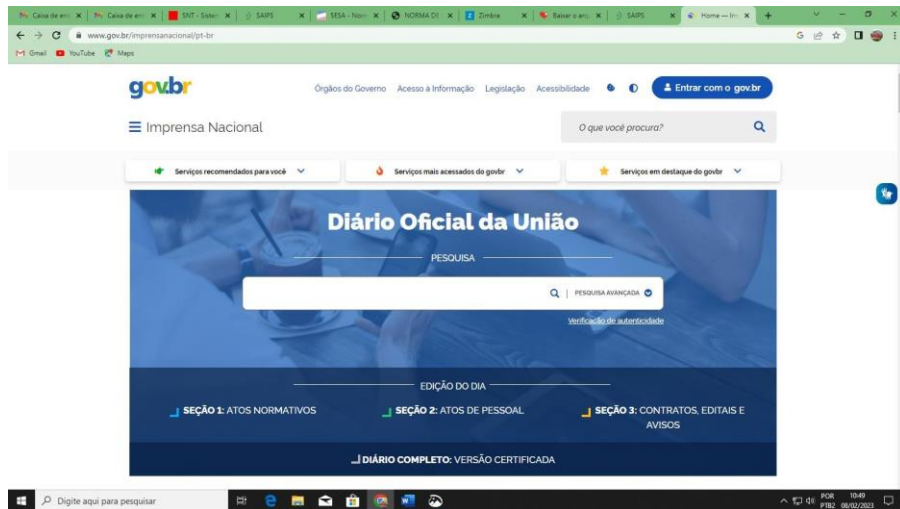 Caixa de ent
Caixa de ent
SNT - Sistem
SAIPS
SESA - Norm
NORMA DE
Zimbra
Baixar o arq
SAIPS
Home — Im
www.gov.br/imprensanacional/pt-br
Gmail YouTube Maps
gov.br
Órgãos do Governo Acesso à Informação Legislação Acessibilidade
Entrar com o gov.br
Imprensa Nacional
O que você procura?
Serviços recomendados para você
Serviços mais acessados do govbr
Serviços em destaque do govbr
Diário Oficial da União
PESQUISA
PESQUISA AVANÇADA
Verificação de autenticidade
EDIÇÃO DO DIA
SEÇÃO 1: ATOS NORMATIVOS
SEÇÃO 2: ATOS DE PESSOAL
SEÇÃO 3: CONTRATOS, EDITAIS E
AVISOS
DIÁRIO COMPLETO: VERSÃO CERTIFICADA
Digite aqui para pesquisar
POR
PTB2
10:49
08/02/2023